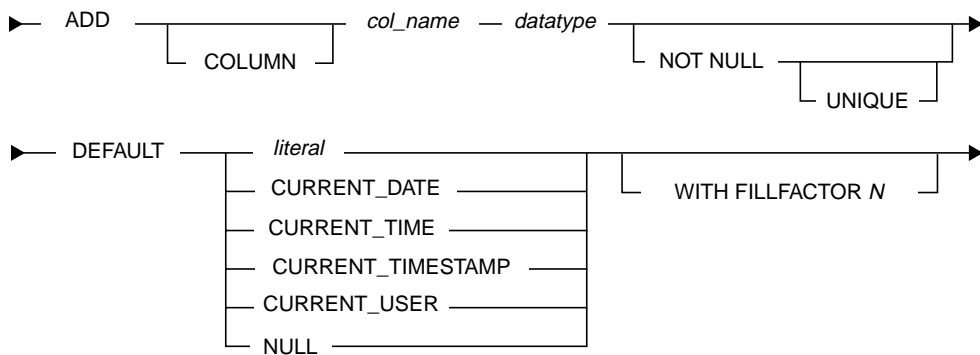 ADD col_name datatype
COLUMN NOT NULL
UNIQUE
DEFAULT literal
CURRENT_DATE WITH FILLFACTOR N
CURRENT_TIME
CURRENT_TIMESTAMP
CURRENT_USER
NULL